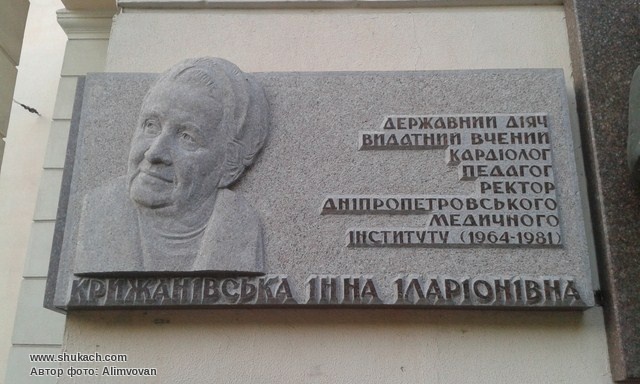 ДЕРЖАВНИЙ ДІЯЧ
ВИДАТНИЙ ВЧЕНИЙ
КАРДІОЛОГ
ПЕДАГОГ
РЕКТОР
ДНІПРОПЕТРОВСЬКОГО
МЕДИЧНОГО
ІНСТИТУТУ (1964-1981)
КРИЖАНІВСЬКА ІННА ІЛАРІОНІВНА
www.shukach.com
Автор фото: Alimvovan